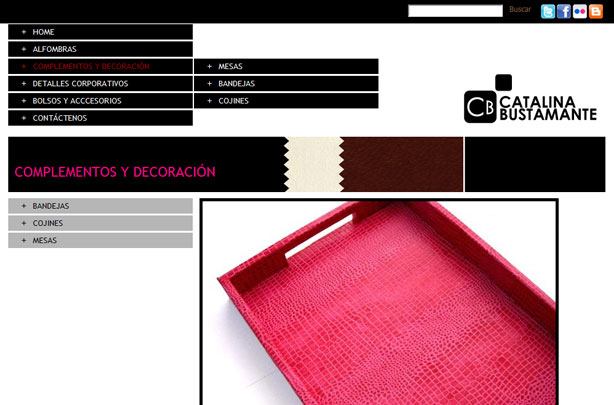 Buscar
+ HOME
+ ALFOMBRAS
+ COMPLEMENTOS Y DECORACIÓN
+ MESAS
+ DETALLES CORPORATIVOS
+ BANDEJAS
+ BOLSOS Y ACCCESORIOS
+ COJINES
+ CONTÁCTENOS
CB CATALINA
BUSTAMANTE
COMPLEMENTOS Y DECORACIÓN
+ BANDEJAS
+ COJINES
+ MESAS